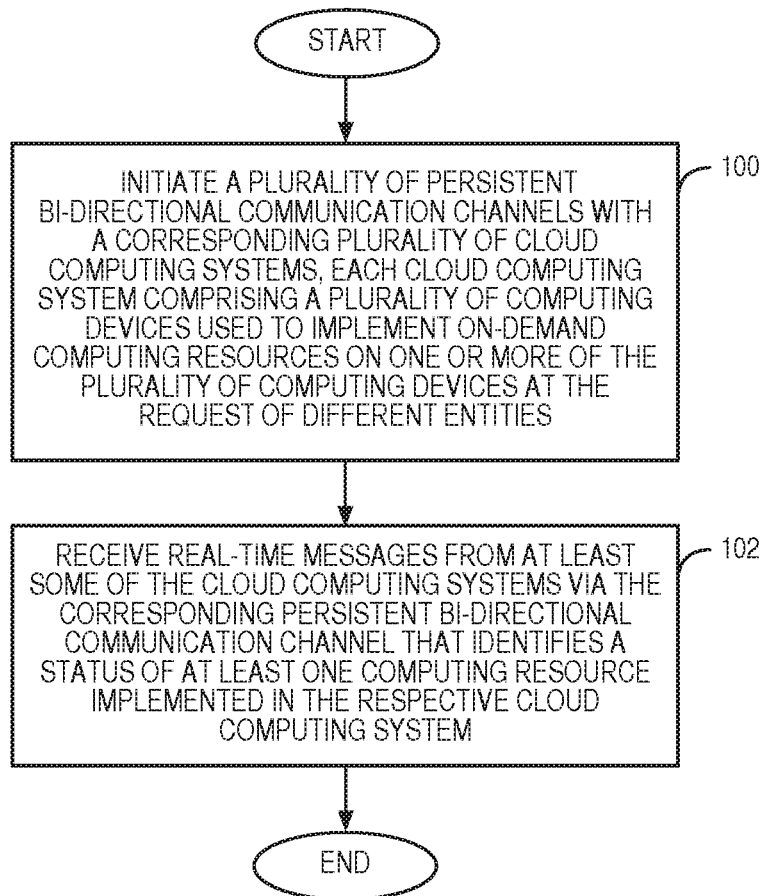 START
INITIATE A PLURALITY OF PERSISTENT
BI-DIRECTIONAL COMMUNICATION CHANNELS WITH
A CORRESPONDING PLURALITY OF CLOUD
COMPUTING SYSTEMS, EACH CLOUD COMPUTING
SYSTEM COMPRISING A PLURALITY OF COMPUTING
DEVICES USED TO IMPLEMENT ON-DEMAND
COMPUTING RESOURCES ON ONE OR MORE OF THE
PLURALITY OF COMPUTING DEVICES AT THE
REQUEST OF DIFFERENT ENTITIES
100
RECEIVE REAL-TIME MESSAGES FROM AT LEAST
SOME OF THE CLOUD COMPUTING SYSTEMS VIA THE
CORRESPONDING PERSISTENT BI-DIRECTIONAL
COMMUNICATION CHANNEL THAT IDENTIFIES A
STATUS OF AT LEAST ONE COMPUTING RESOURCE
IMPLEMENTED IN THE RESPECTIVE CLOUD
COMPUTING SYSTEM
102
END